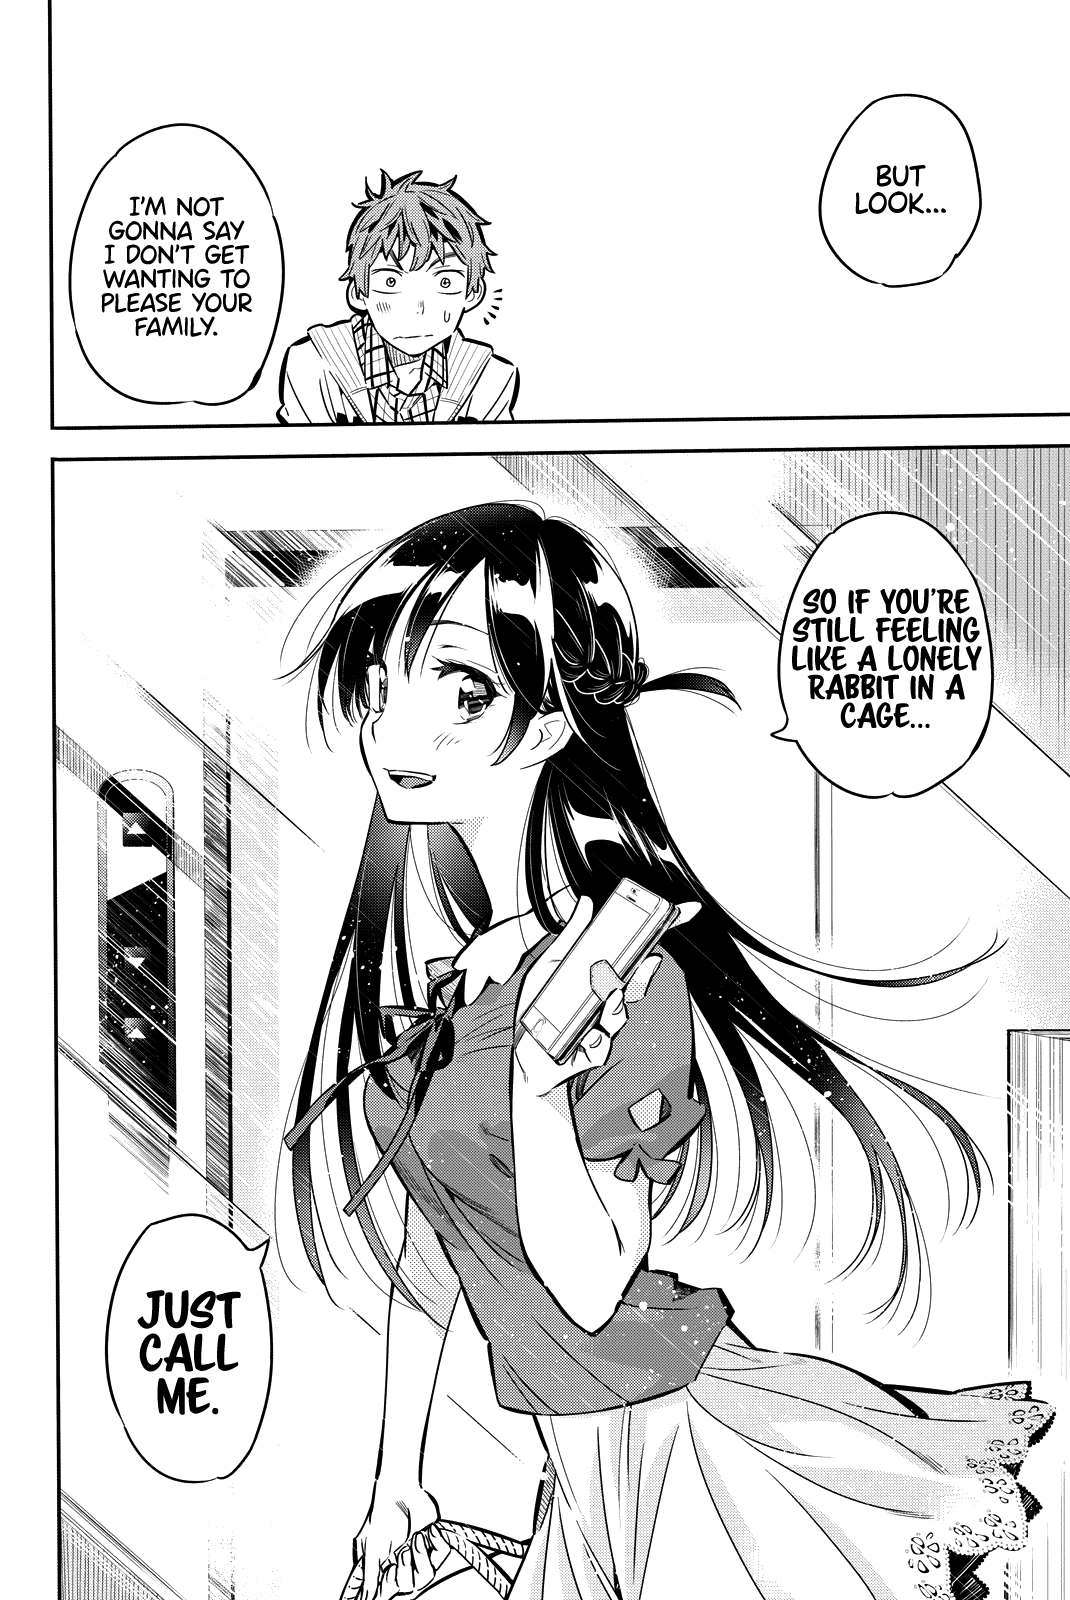 BUT
LOOK...
I'M NOT
GONNA SAY
I DON'T GET
WANTING TO
PLEASE YOUR
FAMILY.
SO IF YOU'RE
STILL FEELING
LIKE A LONELY
RABBIT IN A
CAGE...
JUST
CALL
ME.